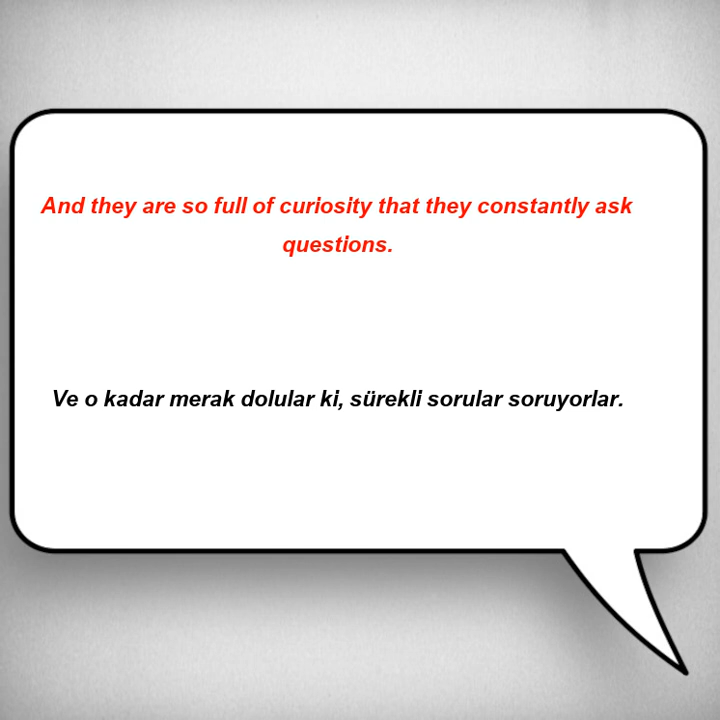 And they are so full of curiosity that they constantly ask
questions.
Ve o kadar merak dolular ki, sürekli sorular soruyorlar.